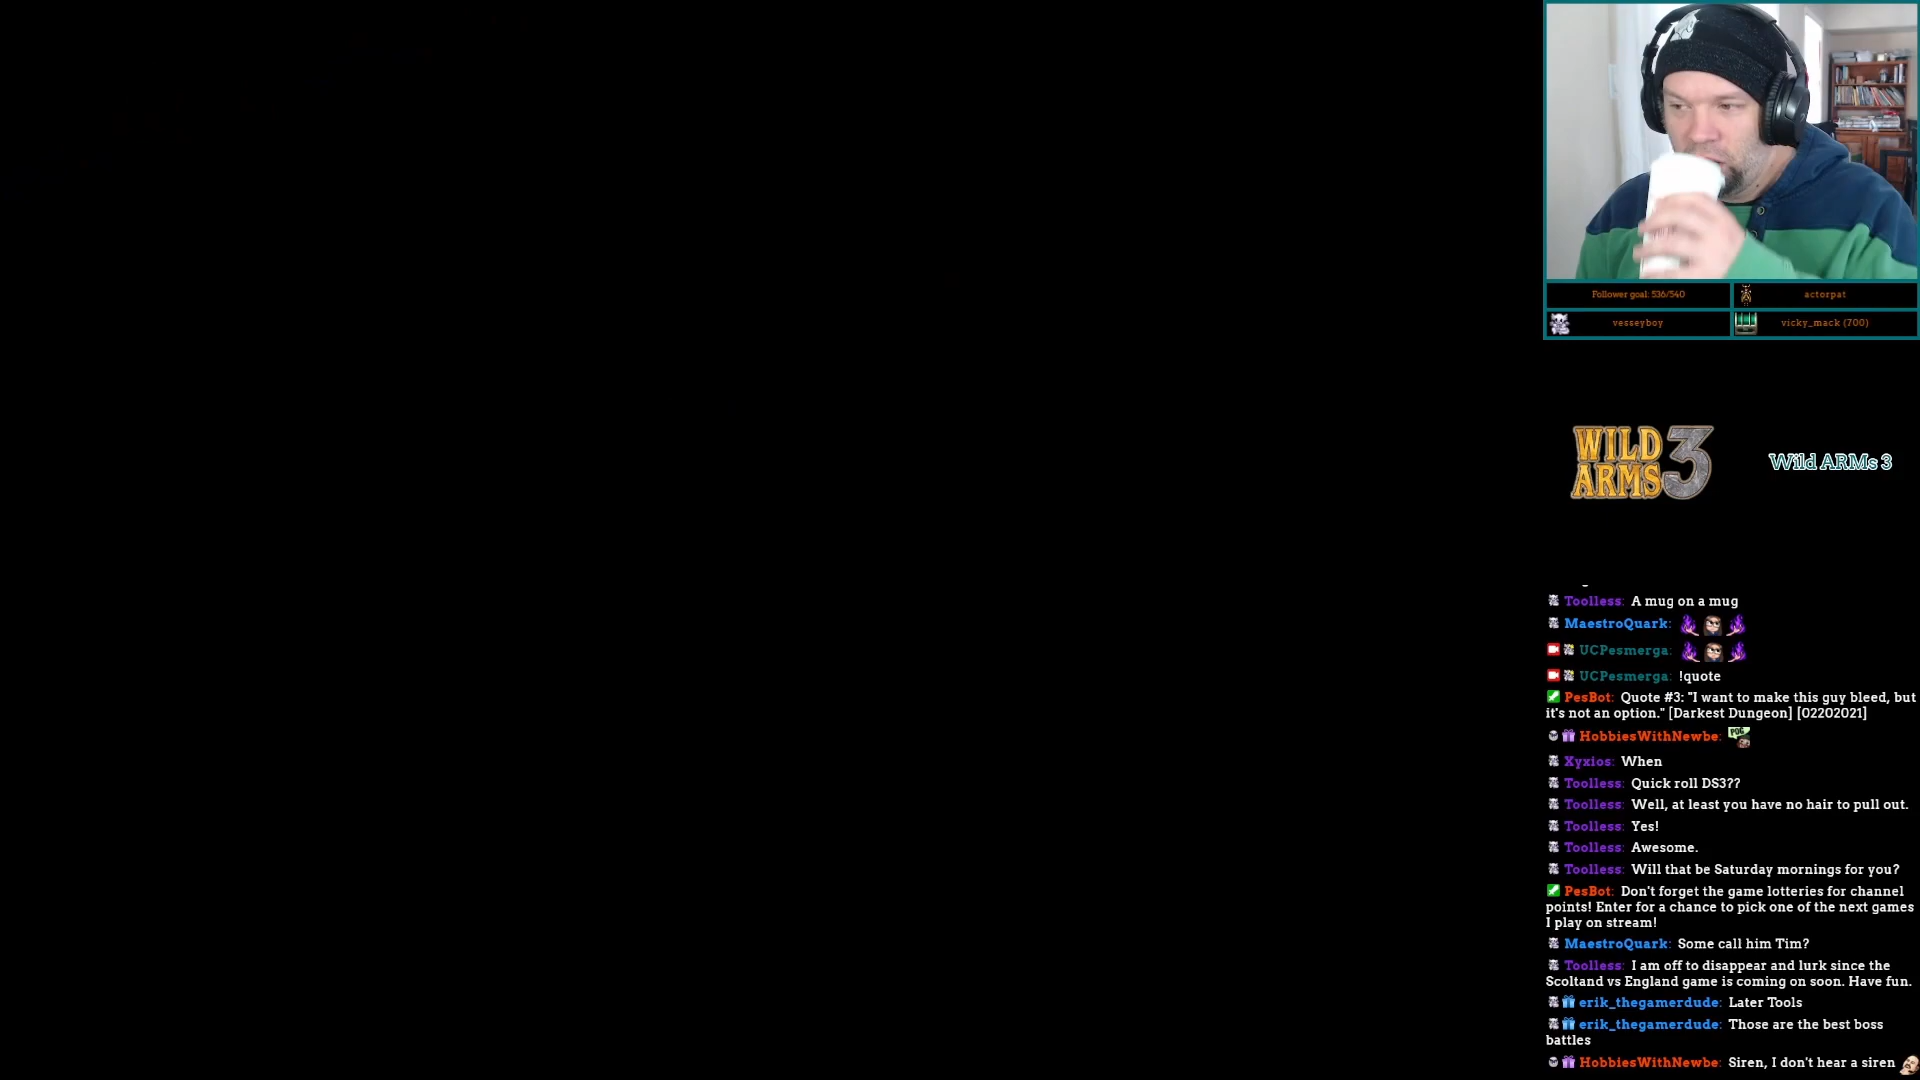 Follower goal: 536/540
actorpat
vesseyboy
vicky_mack (700)
WILD
ARMS 3
Wild ARMs 3
Toolless: A mug on a mug
MaestroQuark:
UCPesmerga:
UCPesmerga: !quote
PesBot: Quote #3: "I want to make this guy bleed, but
it's not an option." [Darkest Dungeon] [02202021]
HobbiesWithNewbe: POG
Xyxios: When
Toolless: Quick roll DS3??
Toolless: Well, at least you have no hair to pull out.
Toolless: Yes!
Toolless: Awesome.
Toolless: Will that be Saturday mornings for you?
PesBot: Don't forget the game lotteries for channel
points! Enter for a chance to pick one of the next games
I play on stream!
MaestroQuark: Some call him Tim?
Toolless: I am off to disappear and lurk since the
Scoltand vs England game is coming on soon. Have fun.
erik_thegamerdude: Later Tools
erik_thegamerdude: Those are the best boss
battles
HobbiesWithNewbe: Siren, I don't hear a siren